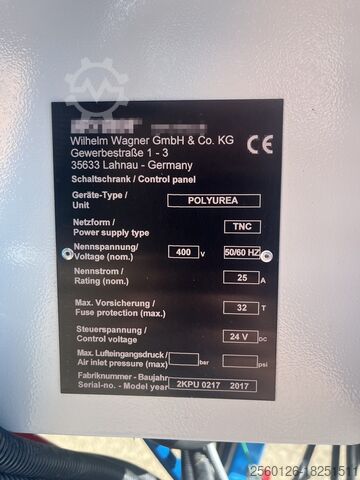 Wilhelm Wagner GmbH & Co. KG
Gewerbestraße 1 - 3
35633 Lahnau - Germany
CE
Schaltschrank / Control panel
Geräte-Type /
Unit
POLYUREA
Netzform /
Power supply type
TNC
Nennspannung/
Voltage (nom.)
400 V 50/60 HZ
Nennstrom /
Rating (nom.)
25 A
Max. Vorsicherung /
Fuse protection (max.)
32 T
Steuerspannung /
Control voltage
24 V DC
Max. Lufteingangsdruck /
Air inlet pressure (max.)
bar psi
Fabriknummer - Baujahr
Serial-no. - Model year
2KPU 0217 2017
2560126-18251511